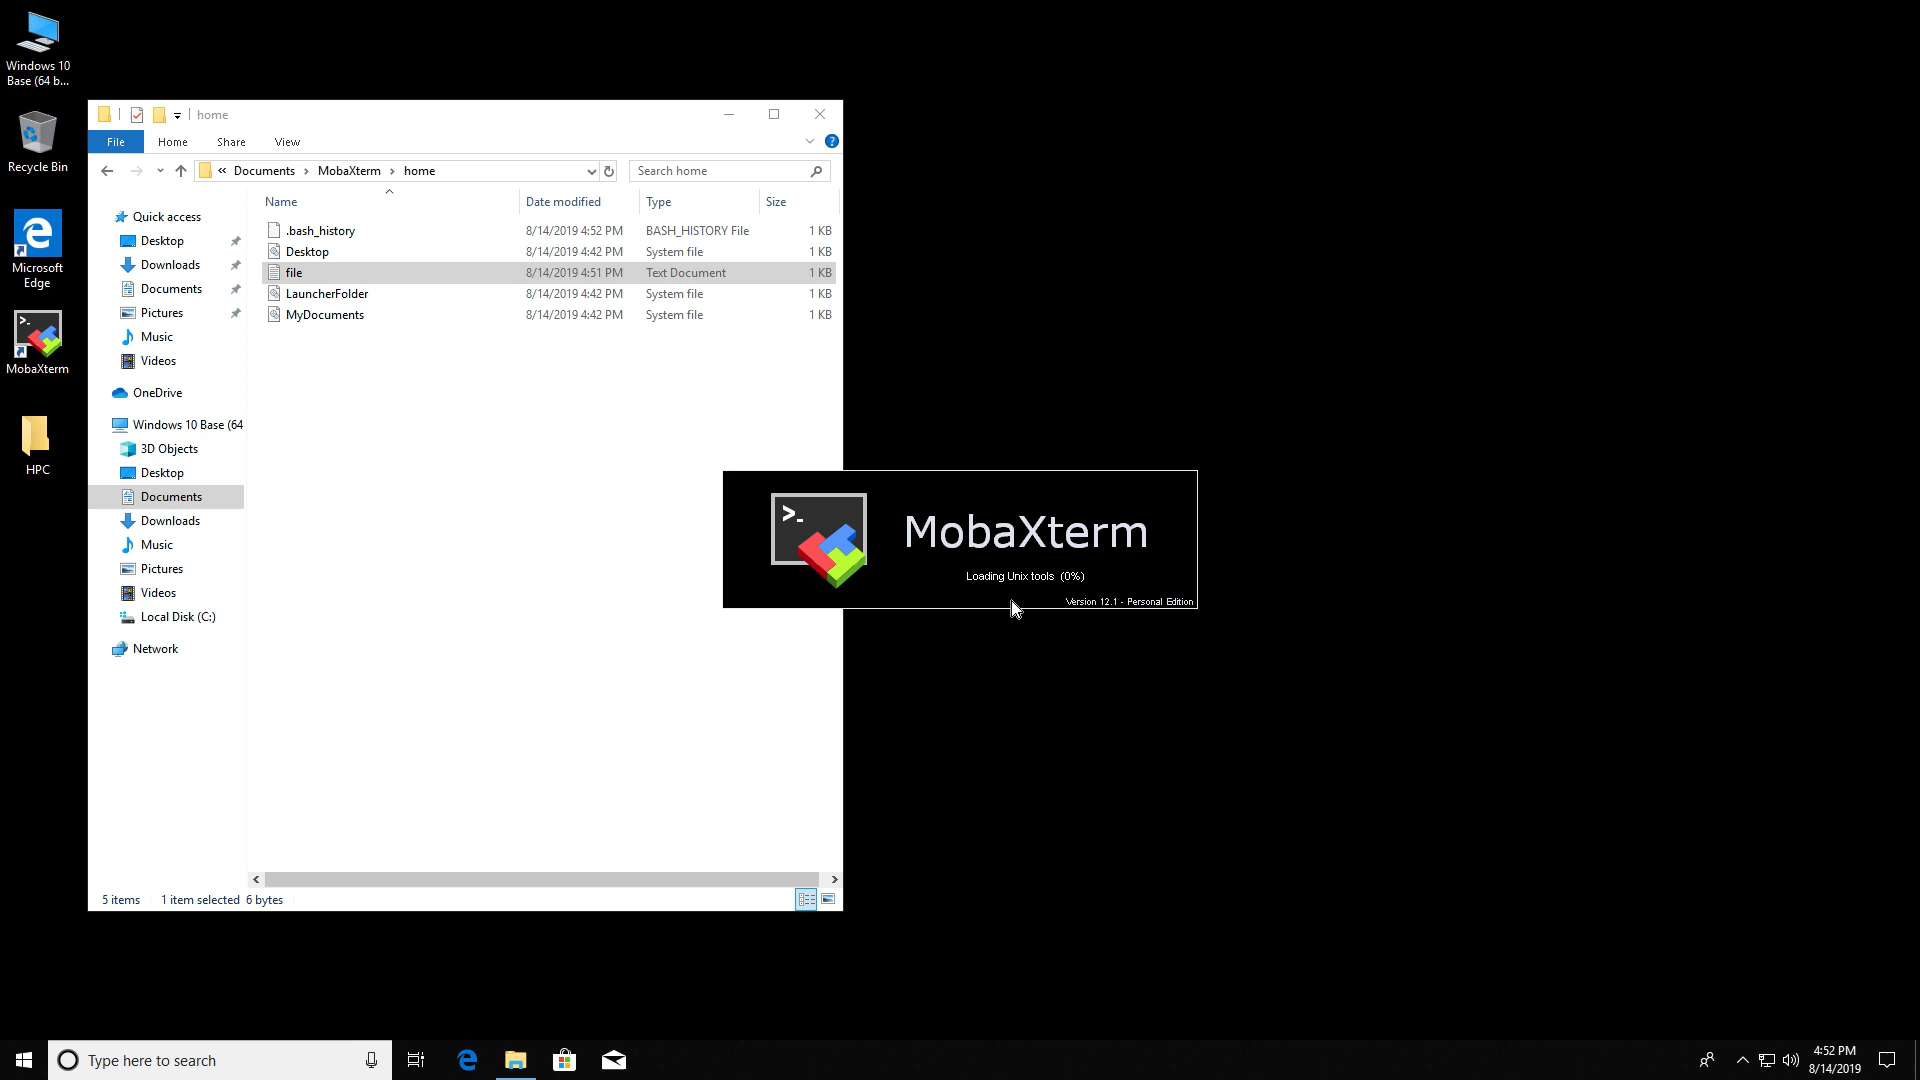 Windows 10
Base (64 b...
Recycle Bin
Microsoft
Edge
>_
MobaXterm
HPC
home
File
Home
Share
View
?
« Documents > MobaXterm > home
Search home
Name
Date modified
Type
Size
.bash_history 8/14/2019 4:52 PM BASH_HISTORY File 1 KB
Desktop 8/14/2019 4:42 PM System file 1 KB
file 8/14/2019 4:51 PM Text Document 1 KB
LauncherFolder 8/14/2019 4:42 PM System file 1 KB
MyDocuments 8/14/2019 4:42 PM System file 1 KB
Quick access
Desktop
Downloads
Documents
Pictures
Music
Videos
OneDrive
Windows 10 Base (64
3D Objects
Desktop
Documents
Downloads
Music
Pictures
Videos
Local Disk (C:)
Network
5 items
1 item selected 6 bytes
>_
MobaXterm
Loading Unix tools (0%)
Version 12.1 - Personal Edition
Type here to search
4:52 PM
8/14/2019